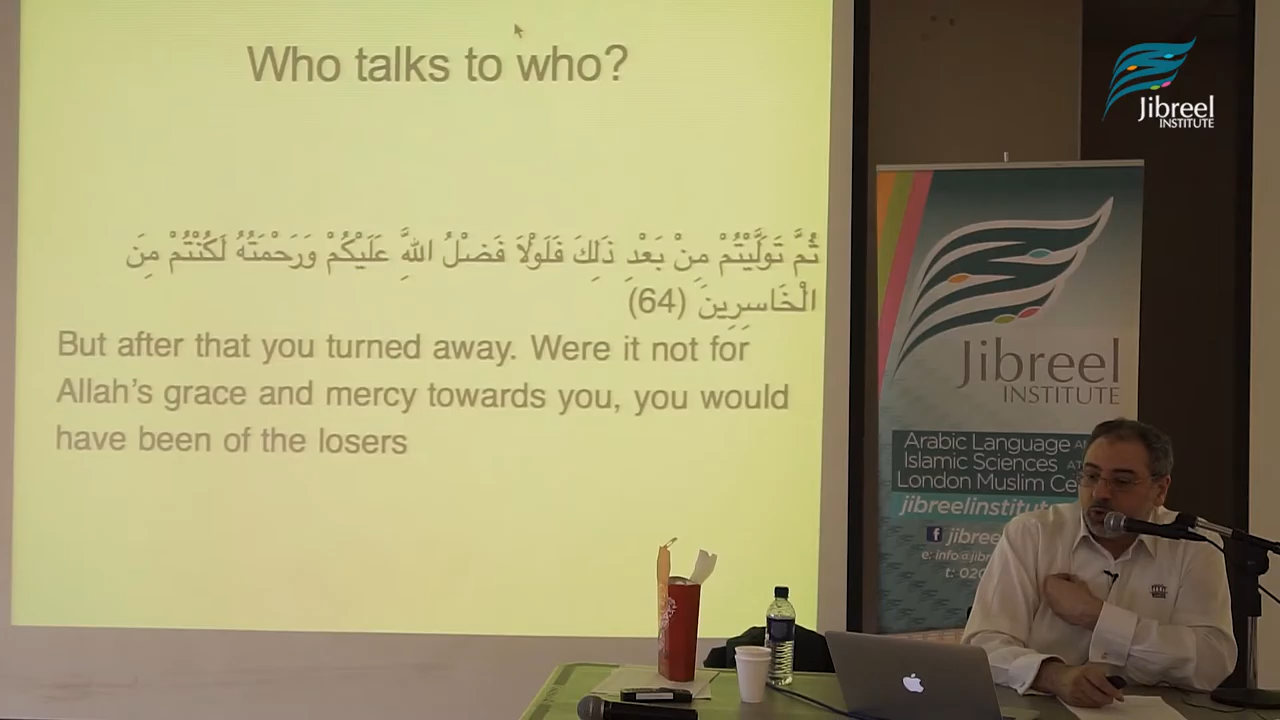 Who talks to who?
ثُمَّ تَوَلَّيْتُمْ مِنْ بَعْدِ ذَلِكَ فَلَوْلَا فَضْلُ اللَّهِ عَلَيْكُمْ وَرَحْمَتُهُ لَكُنْتُمْ مِنَ
الْخَاسِرِينَ (64)
But after that you turned away. Were it not for
Allah's grace and mercy towards you, you would
have been of the losers
Jibreel
INSTITUTE
Jibreel
INSTITUTE
Arabic Language
Islamic Sciences
London Muslim